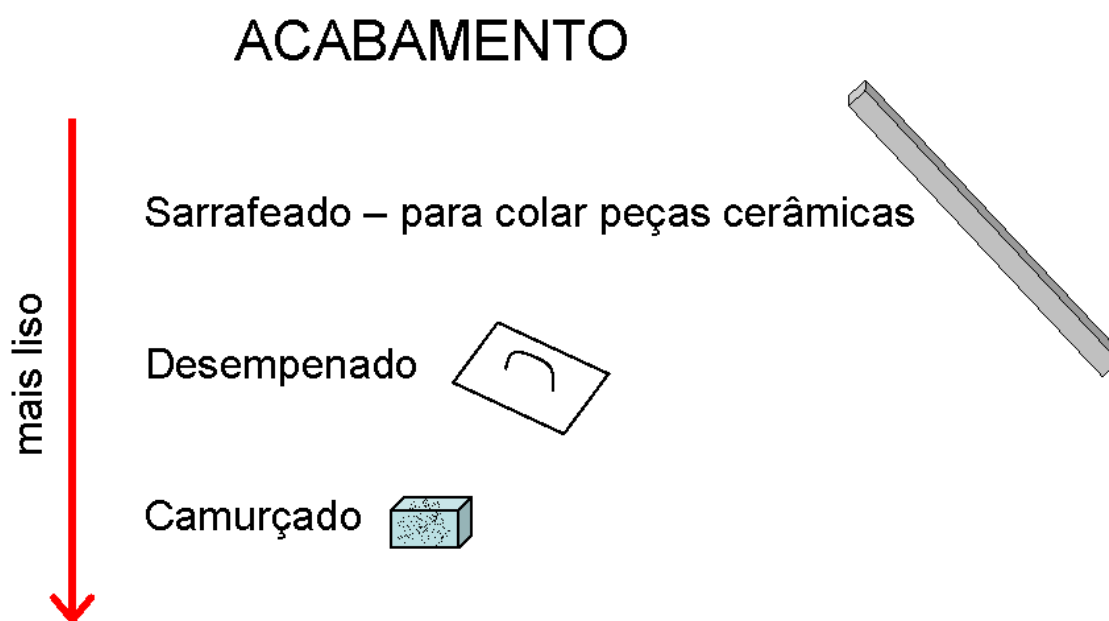 ACABAMENTO
Sarrafeado – para colar peças cerâmicas
mais liso
Desempenado
Camurçado